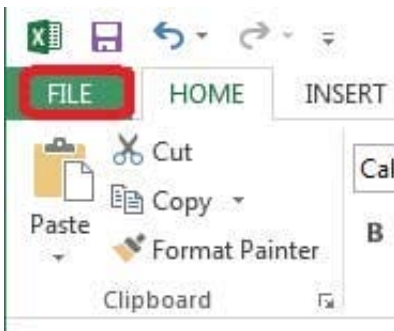 FILE HOME INSERT
Cut
Copy
Paste
Format Painter
Cal
B
Clipboard